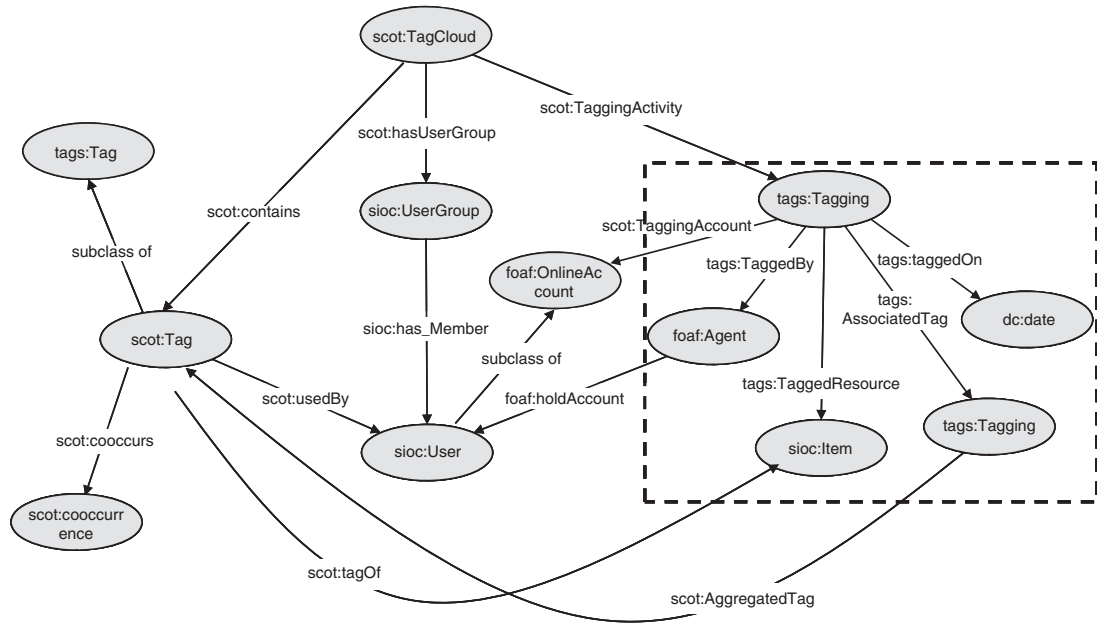 scot:TagCloud
scot:TaggingActivity
scot:hasUserGroup
tags:Tag
tags:Tagging
scot:contains
sioc:UserGroup
scot:TaggingAccount
subclass of
tags:TaggedBy
tags:taggedOn
foaf:OnlineAc
count
tags:
AssociatedTag
dc:date
scot:Tag
sioc:has_Member
foaf:Agent
subclass of
tags:TaggedResource
scot:usedBy
foaf:holdAccount
tags:Tagging
scot:cooccurs
sioc:User
sioc:Item
scot:cooccurr
ence
scot:tagOf
scot:AggregatedTag